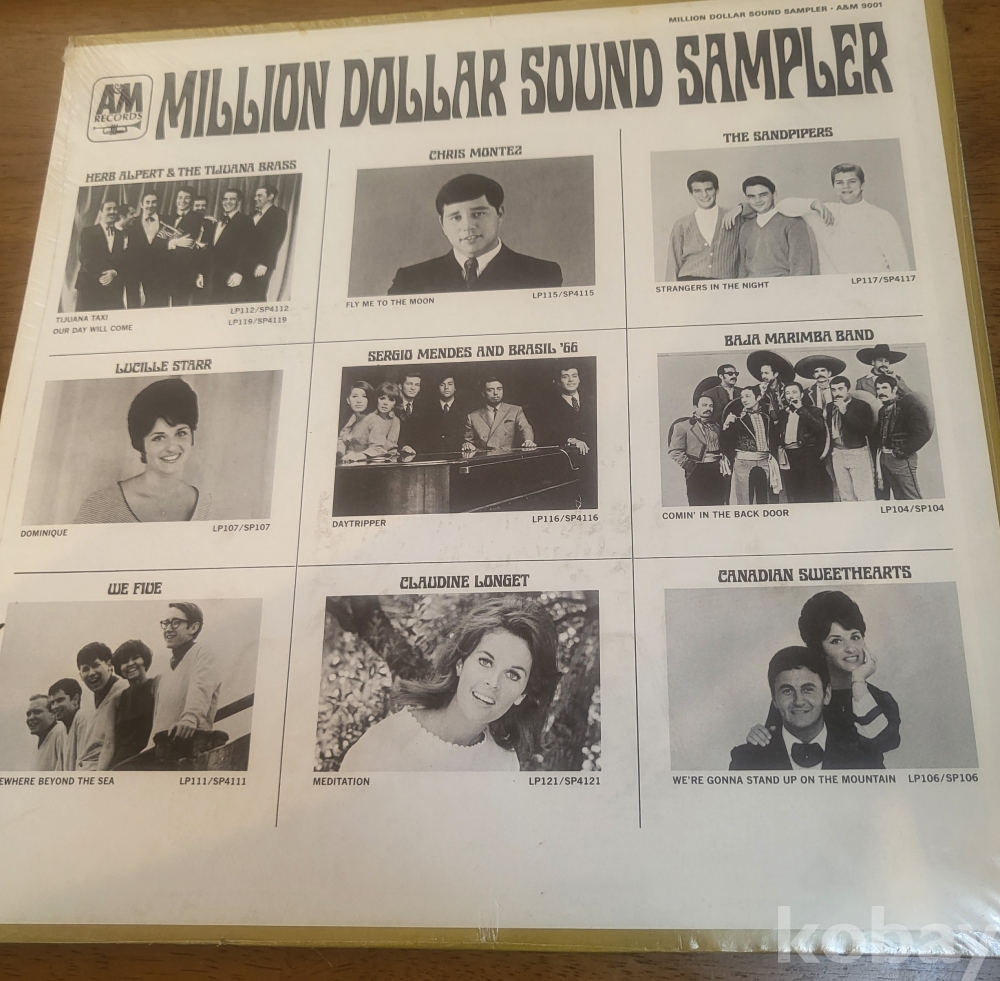 MILLION DOLLAR SOUND SAMPLER · A&M 9001
A&M
RECORDS
MILLION DOLLAR SOUND SAMPLER
HERB ALPERT & THE TIJUANA BRASS
TIJUANA TAXI LP112/SP4112
OUR DAY WILL COME LP119/SP4119
CHRIS MONTEZ
FLY ME TO THE MOON LP115/SP4115
THE SANDPIPERS
STRANGERS IN THE NIGHT LP117/SP4117
LUCILLE STARR
DOMINIQUE LP107/SP107
SERGIO MENDES AND BRASIL '66
DAYTRIPPER LP116/SP4116
BAJA MARIMBA BAND
COMIN' IN THE BACK DOOR LP104/SP104
WE FIVE
EWHERE BEYOND THE SEA LP111/SP4111
CLAUDINE LONGET
MEDITATION LP121/SP4121
CANADIAN SWEETHEARTS
WE'RE GONNA STAND UP ON THE MOUNTAIN LP106/SP106
kobay